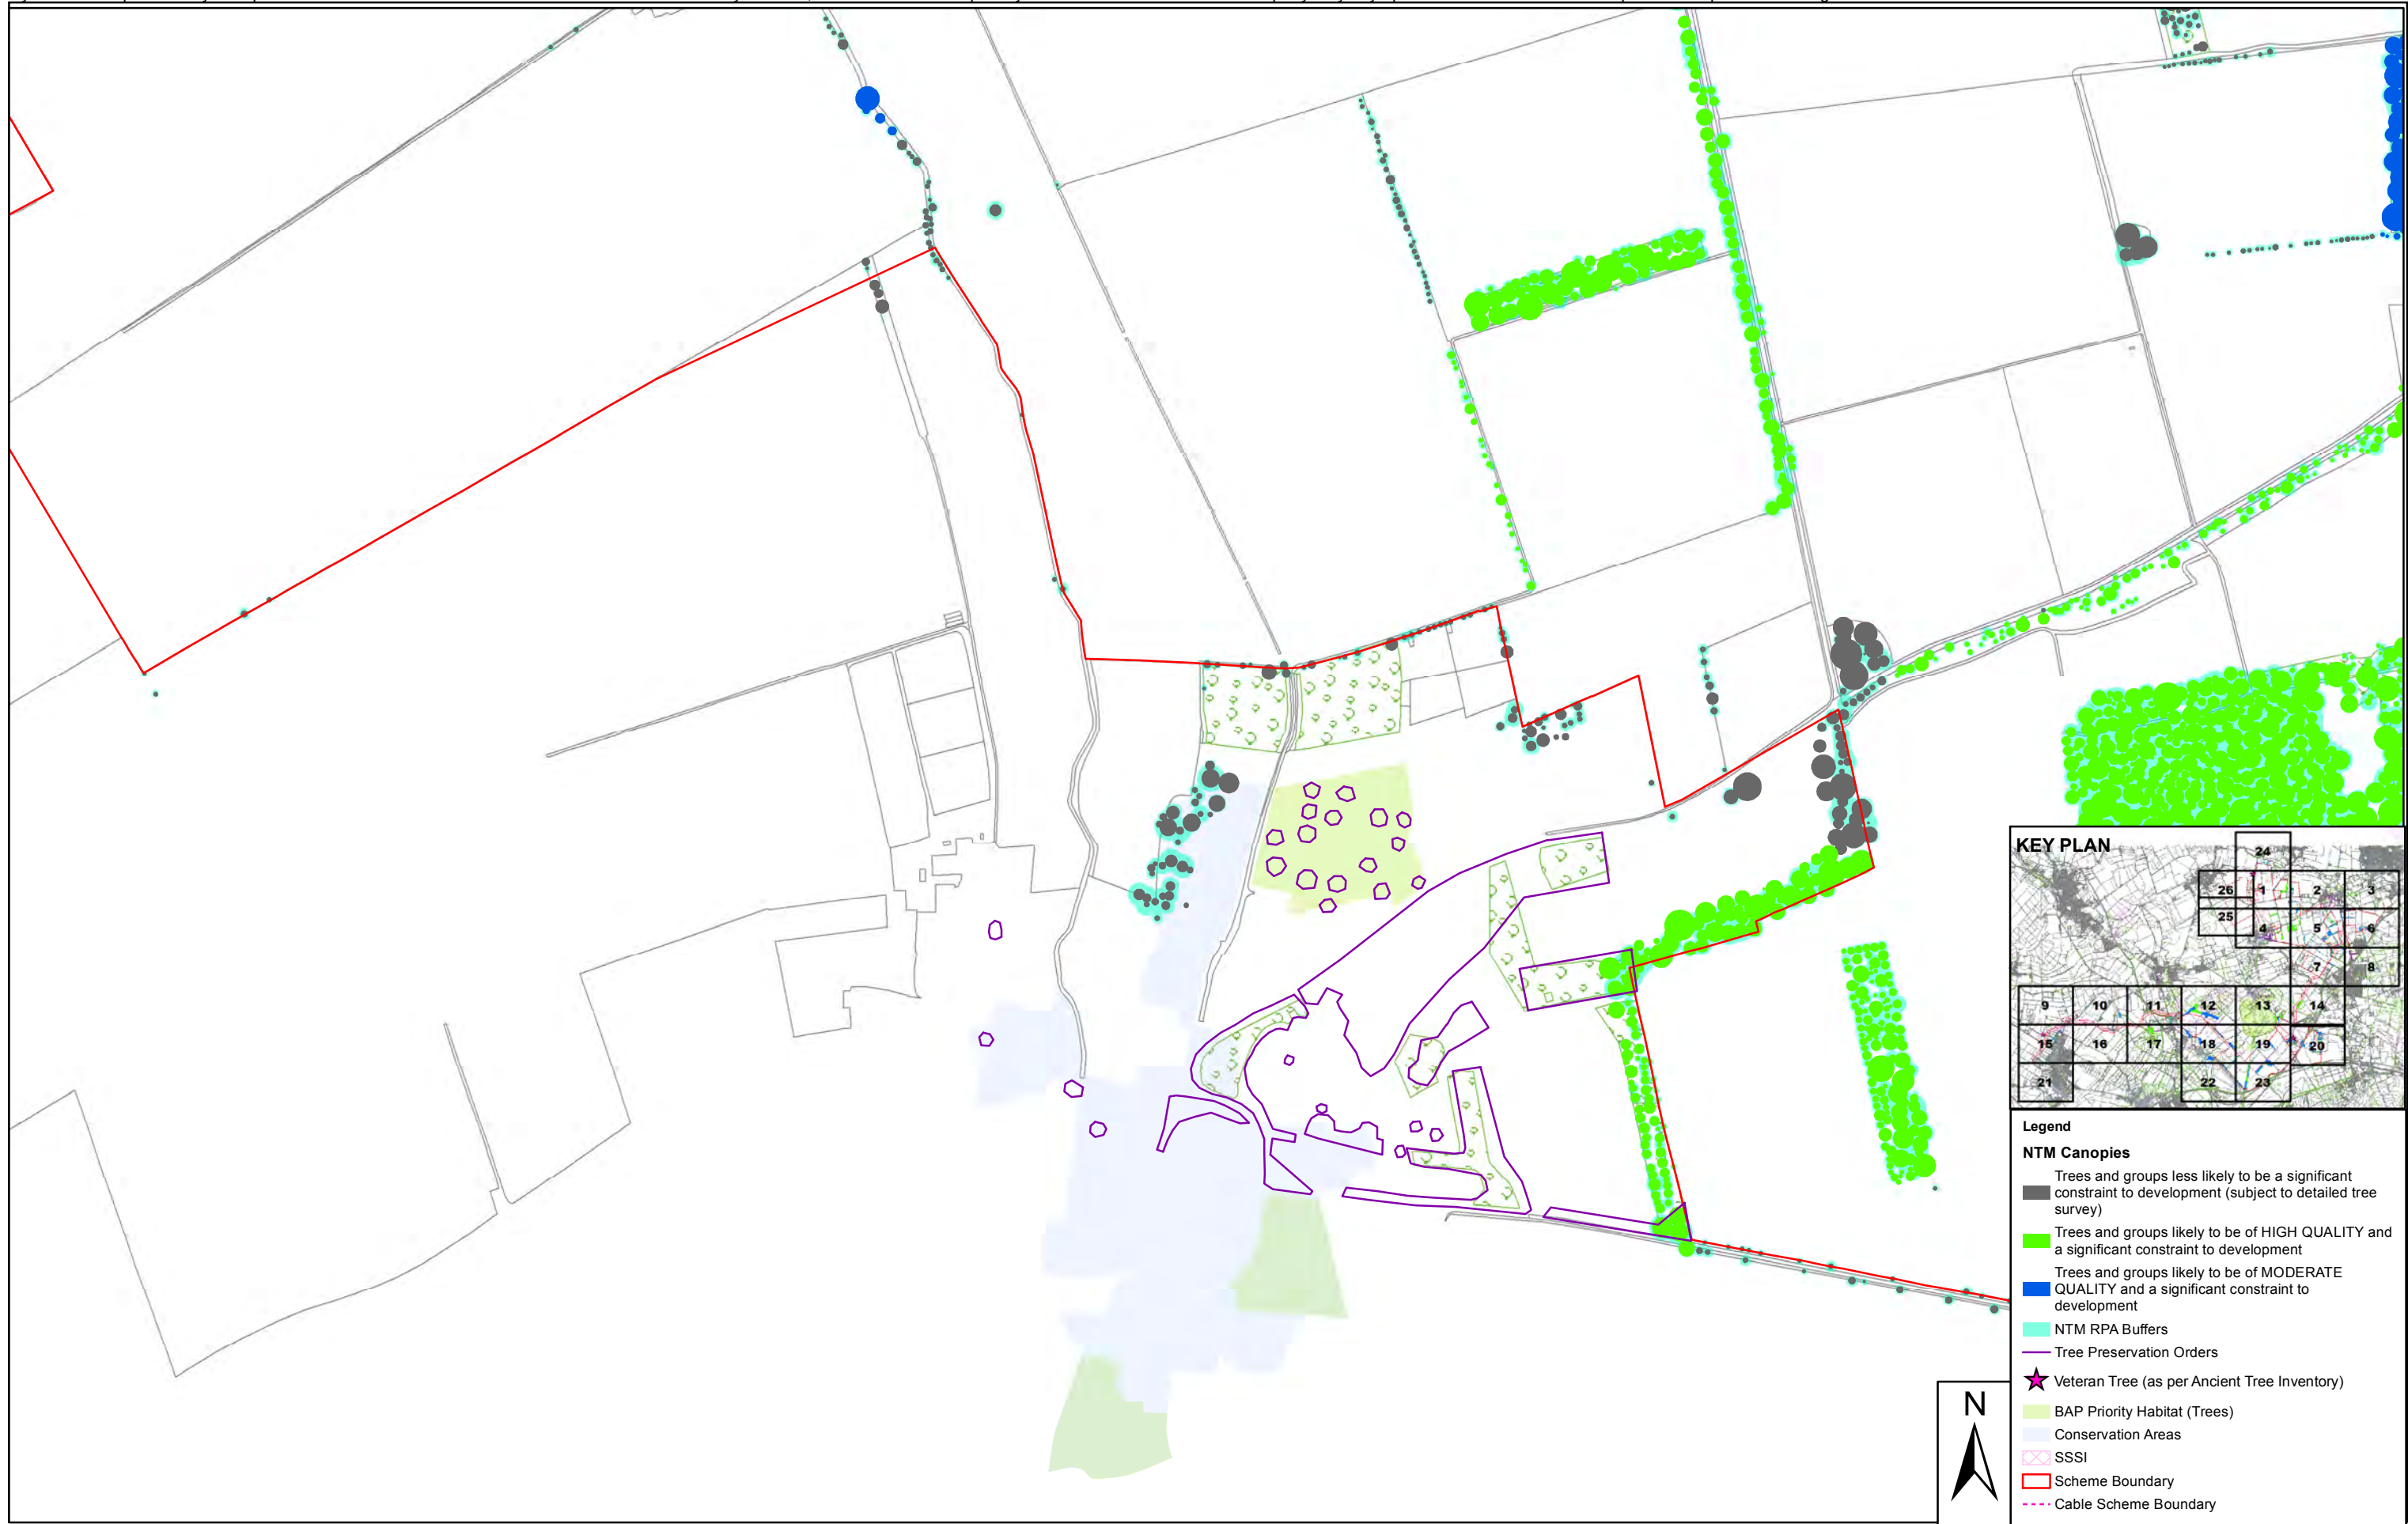 KEY PLAN
24
26 1 2 3
25 4 5 6
7 8
9 10 11 12 13 14
15 16 17 18 19 20
21 22 23
Legend
NTM Canopies
Trees and groups less likely to be a significant
constraint to development (subject to detailed tree
survey)
Trees and groups likely to be of HIGH QUALITY and
a significant constraint to development
Trees and groups likely to be of MODERATE
QUALITY and a significant constraint to
development
NTM RPA Buffers
Tree Preservation Orders
Veteran Tree (as per Ancient Tree Inventory)
BAP Priority Habitat (Trees)
Conservation Areas
SSSI
Scheme Boundary
Cable Scheme Boundary
N